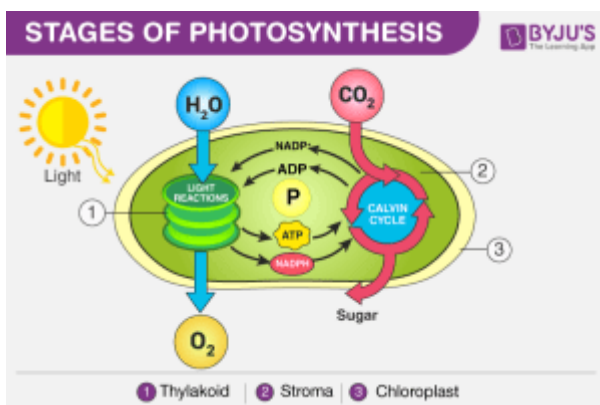 STAGES OF PHOTOSYNTHESIS
BYJU'S
The Learning App
H₂O
CO₂
Light
NADP⁺
ADP
LIGHT
REACTIONS
P
CALVIN
CYCLE
ATP
NADPH
1
2
3
Sugar
O₂
1 Thylakoid
2 Stroma
3 Chloroplast